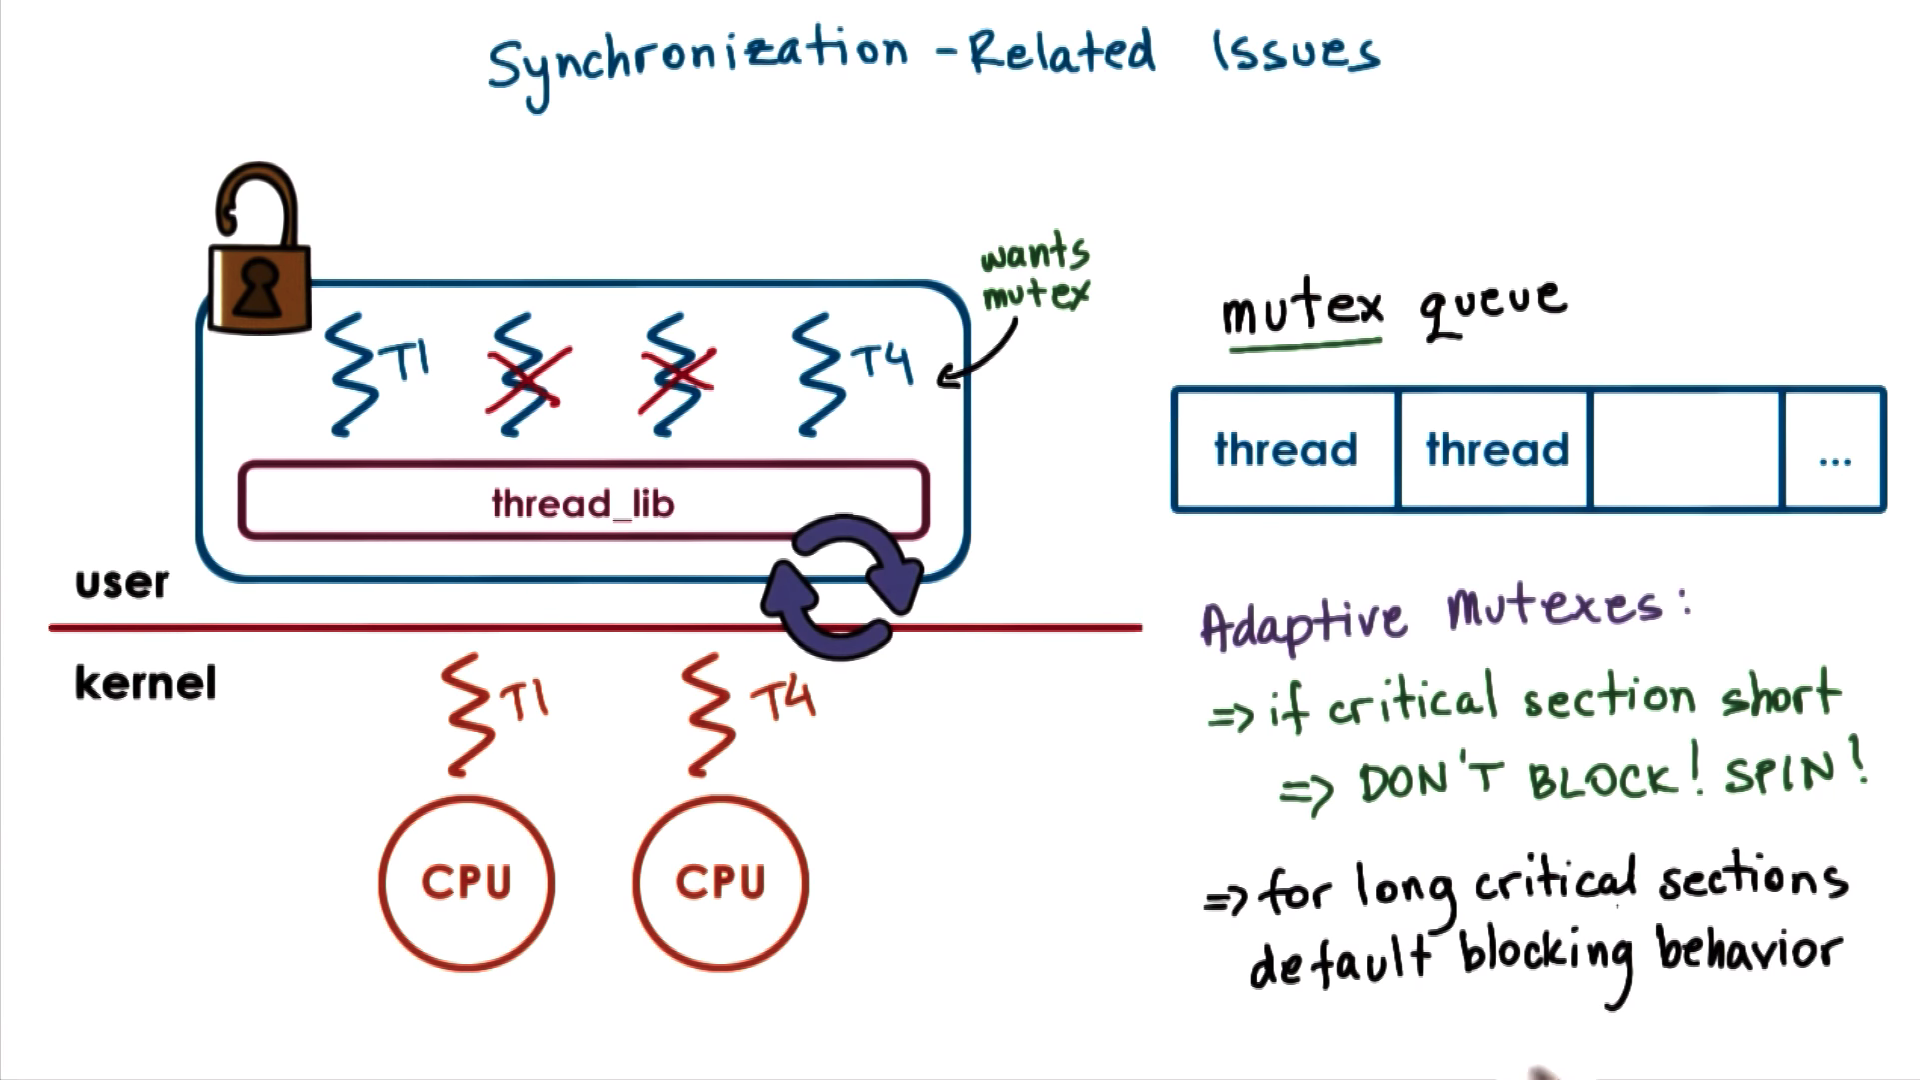 Synchronization - Related Issues
wants
mutex
T1
T4
thread_lib
user
kernel
T1
T4
CPU
CPU
mutex queue
thread thread ...
Adaptive mutexes:
=> if critical section short
=> DON'T BLOCK! SPIN!
=> for long critical sections
default blocking behavior